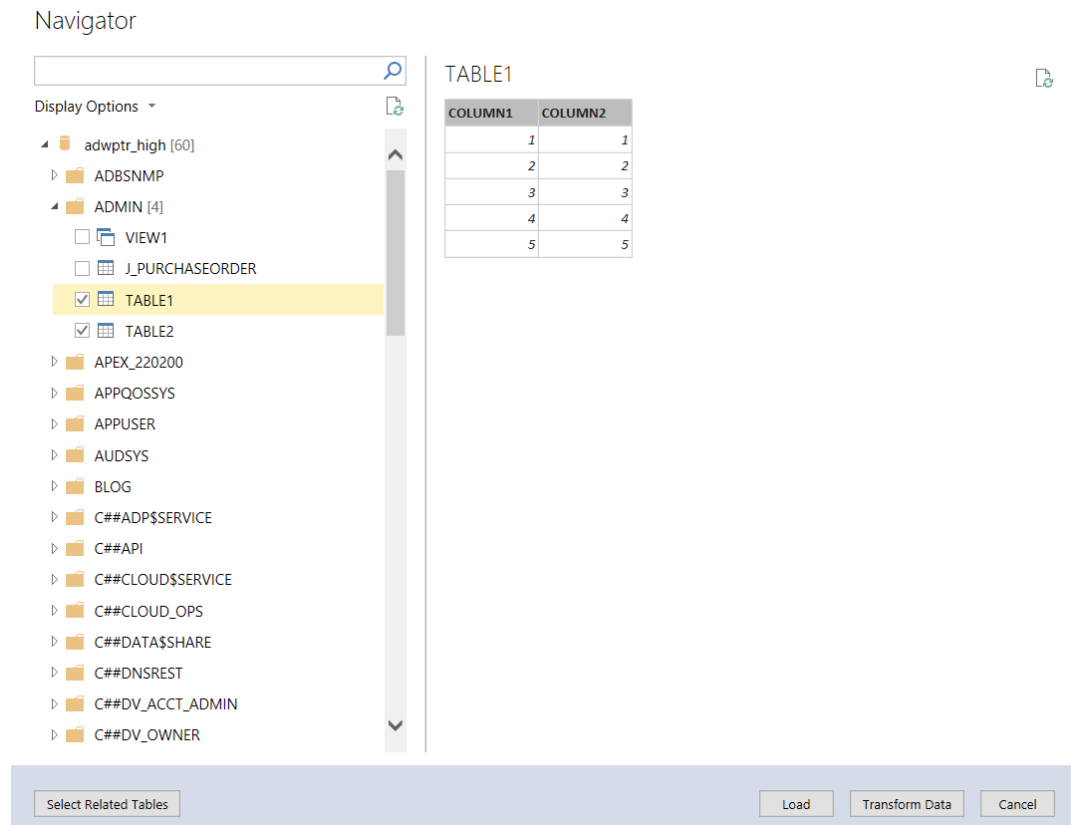 Navigator
Display Options
adwptr_high [60]
ADBSNMP
ADMIN [4]
VIEW1
J_PURCHASEORDER
TABLE1
TABLE2
APEX_220200
APPQOSSYS
APPUSER
AUDSYS
BLOG
C##ADP$SERVICE
C##API
C##CLOUD$SERVICE
C##CLOUD_OPS
C##DATA$SHARE
C##DNSREST
C##DV_ACCT_ADMIN
C##DV_OWNER
TABLE1
COLUMN1 COLUMN2
1 1
2 2
3 3
4 4
5 5
Select Related Tables
Load Transform Data Cancel